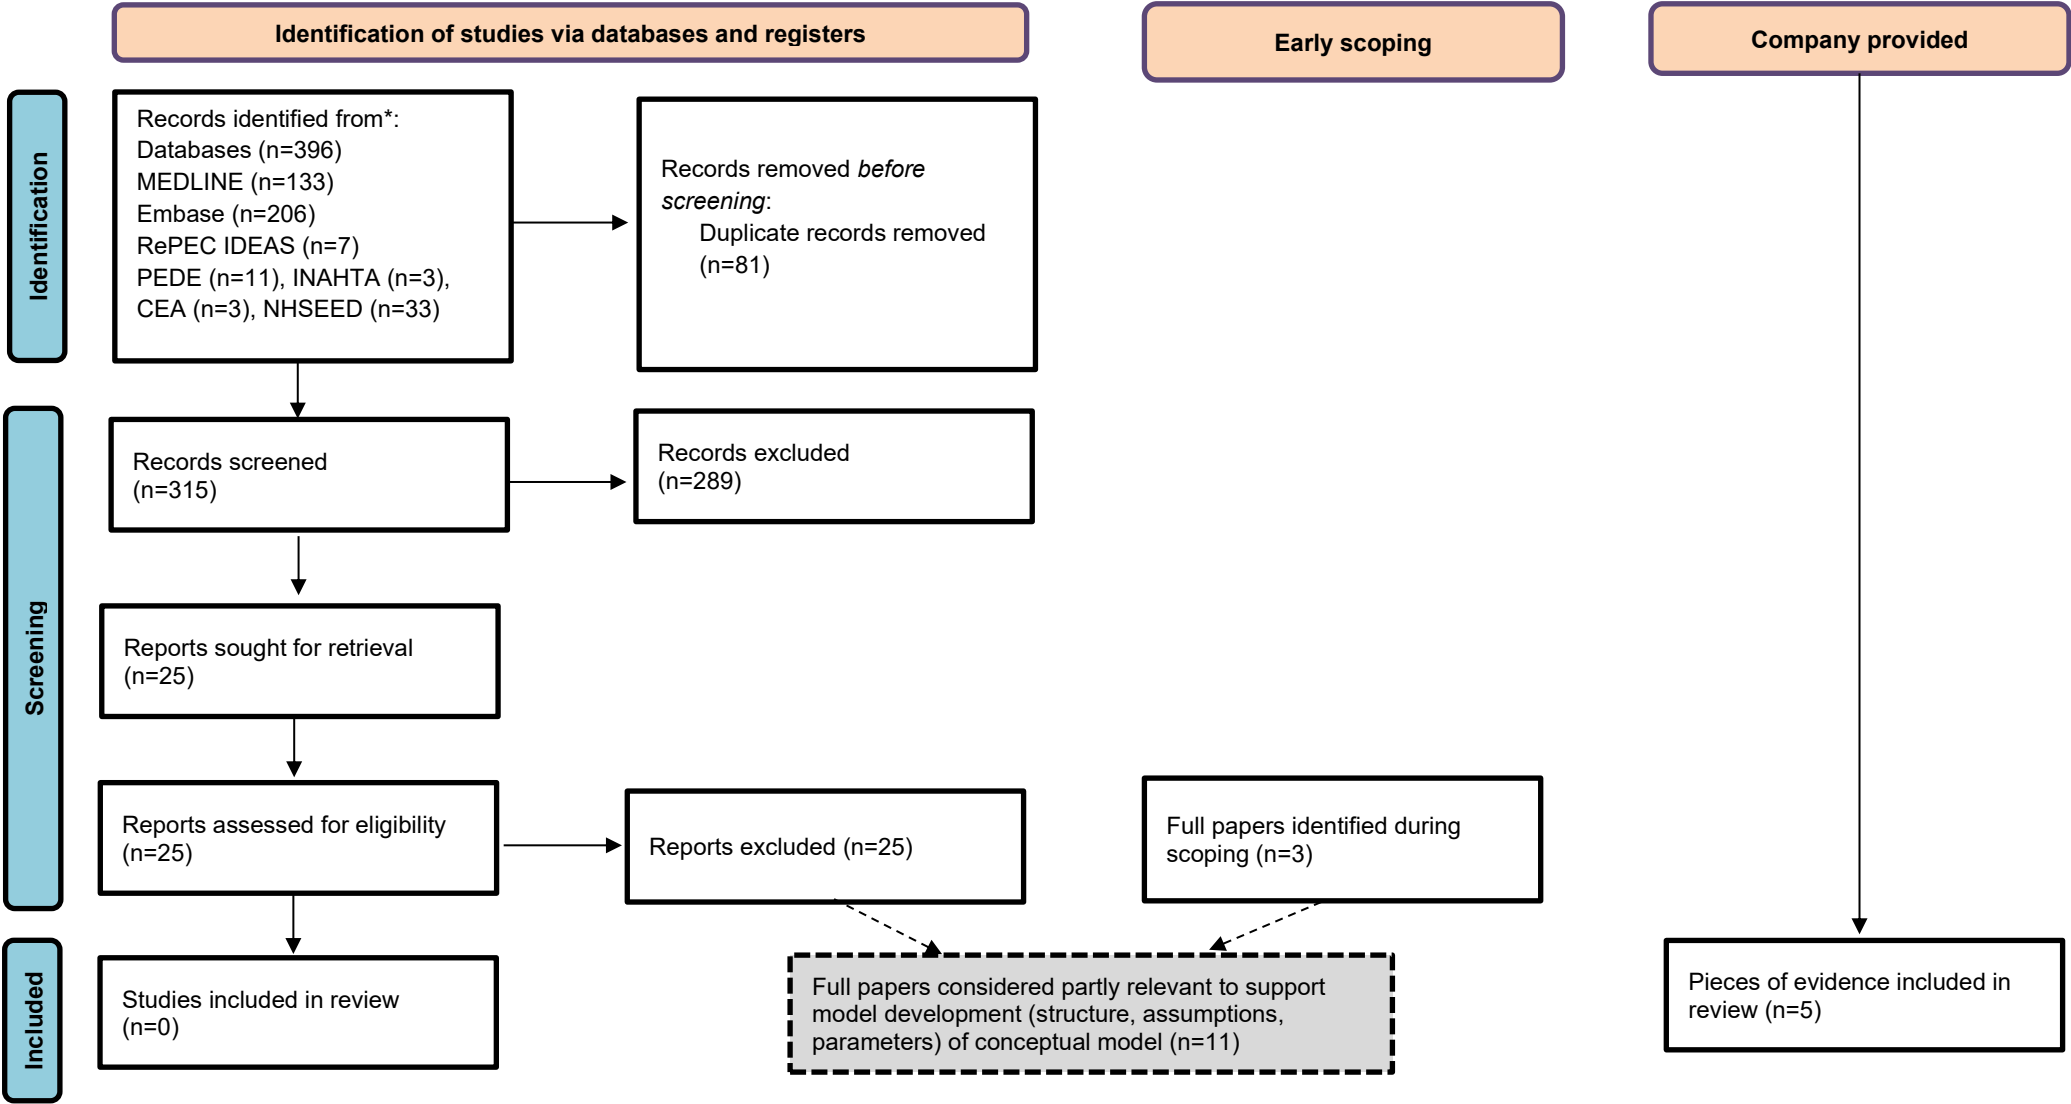 Identification of studies via databases and registers
Early scoping
Company provided
Identification
Records identified from*:
Databases (n=396)
MEDLINE (n=133)
Embase (n=206)
RePEC IDEAS (n=7)
PEDE (n=11), INAHTA (n=3),
CEA (n=3), NHSEED (n=33)
Records removed before
screening:
Duplicate records removed
(n=81)
Screening
Records screened
(n=315)
Records excluded
(n=289)
Reports sought for retrieval
(n=25)
Reports assessed for eligibility
(n=25)
Reports excluded (n=25)
Full papers identified during
scoping (n=3)
Included
Studies included in review
(n=0)
Full papers considered partly relevant to support
model development (structure, assumptions,
parameters) of conceptual model (n=11)
Pieces of evidence included in
review (n=5)